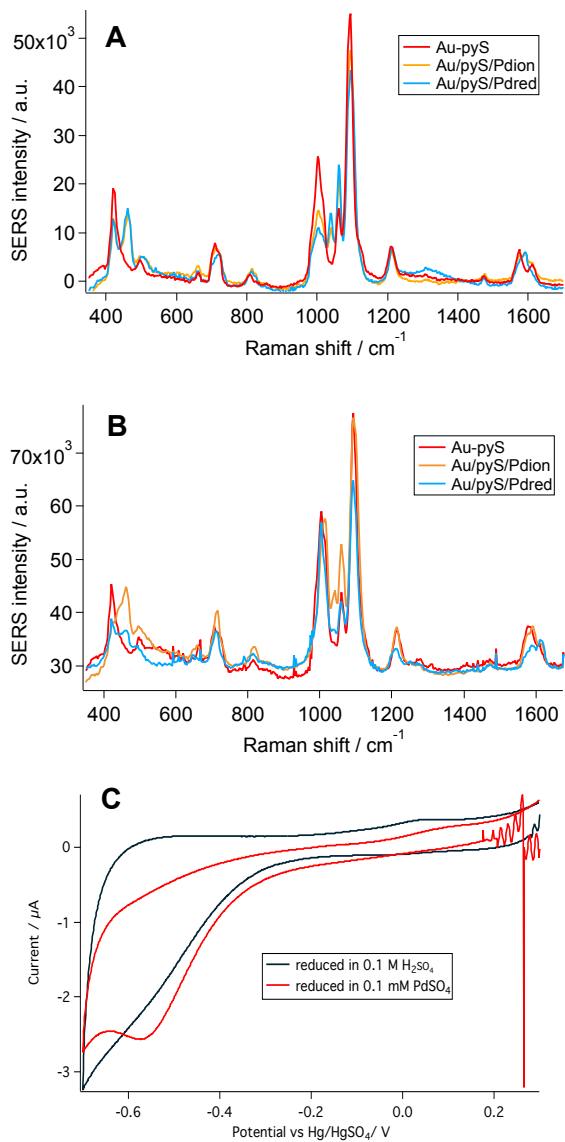 A
50x10³
40
30
20
10
0
SERS intensity / a.u.
Au-pyS
Au/pyS/Pdion
Au/pyS/Pdred
400 600 800 1000 1200 1400 1600
Raman shift / cm⁻¹
B
70x10³
60
50
40
30
SERS intensity / a.u.
Au-pyS
Au/pyS/Pdion
Au/pyS/Pdred
400 600 800 1000 1200 1400 1600
Raman shift / cm⁻¹
C
0
-1
-2
-3
Current / µA
reduced in 0.1 M H₂SO₄
reduced in 0.1 mM PdSO₄
-0.6 -0.4 -0.2 0.0 0.2
Potential vs Hg/HgSO₄/ V